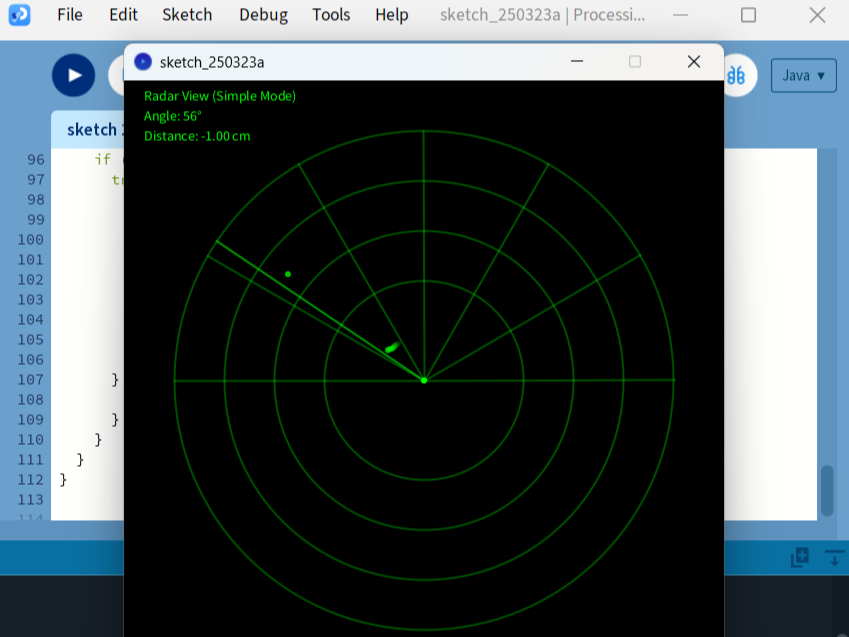 File Edit Sketch Debug Tools Help sketch_250323a | Processi...
sketch_250323a
Java ▾
Radar View (Simple Mode)
Angle: 56°
Distance: -1.00 cm
sketch
96 if
97
98
99
100
101
102
103
104
105
106
107 }
108
109 }
110 }
111 }
112 }
113
114